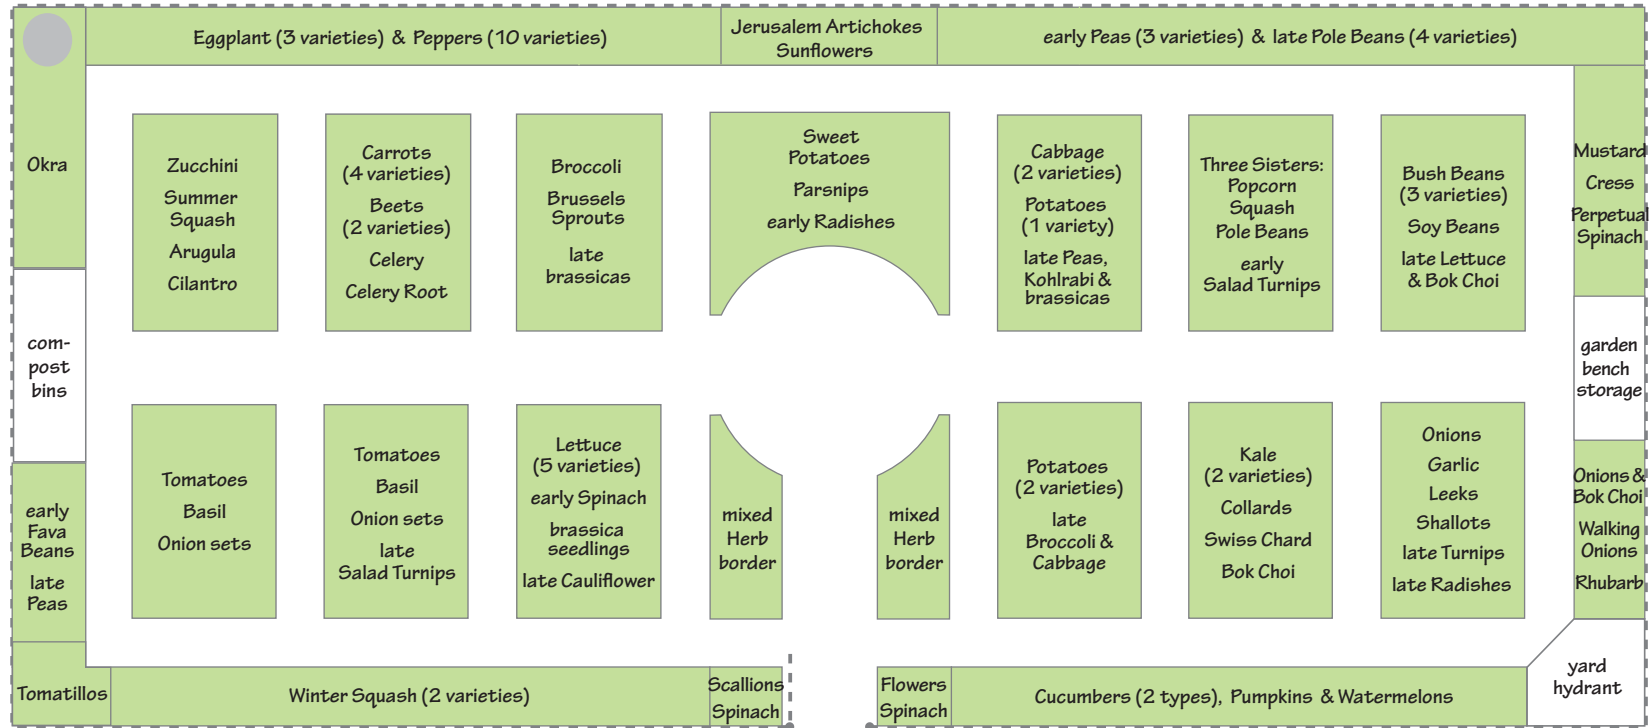 Eggplant (3 varieties) & Peppers (10 varieties)
Jerusalem Artichokes
Sunflowers
early Peas (3 varieties) & late Pole Beans (4 varieties)
Okra
Zucchini
Summer
Squash
Arugula
Cilantro
Carrots
(4 varieties)
Beets
(2 varieties)
Celery
Celery Root
Broccoli
Brussels
Sprouts
late
brassicas
Sweet
Potatoes
Parsnips
early Radishes
Cabbage
(2 varieties)
Potatoes
(1 variety)
late Peas,
Kohlrabi &
brassicas
Three Sisters:
Popcorn
Squash
Pole Beans
early
Salad Turnips
Bush Beans
(3 varieties)
Soy Beans
late Lettuce
& Bok Choi
Mustard
Cress
Perpetual
Spinach
com-
post
bins
garden
bench
storage
early
Fava
Beans
late
Peas
Tomatoes
Basil
Onion sets
Tomatoes
Basil
Onion sets
late
Salad Turnips
Lettuce
(5 varieties)
early Spinach
brassica
seedlings
late Cauliflower
mixed
Herb
border
mixed
Herb
border
Potatoes
(2 varieties)
late
Broccoli &
Cabbage
Kale
(2 varieties)
Collards
Swiss Chard
Bok Choi
Onions
Garlic
Leeks
Shallots
late Turnips
late Radishes
Onions &
Bok Choi
Walking
Onions
Rhubarb
Tomatillos
Winter Squash (2 varieties)
Scallions
Spinach
Flowers
Spinach
Cucumbers (2 types), Pumpkins & Watermelons
yard
hydrant